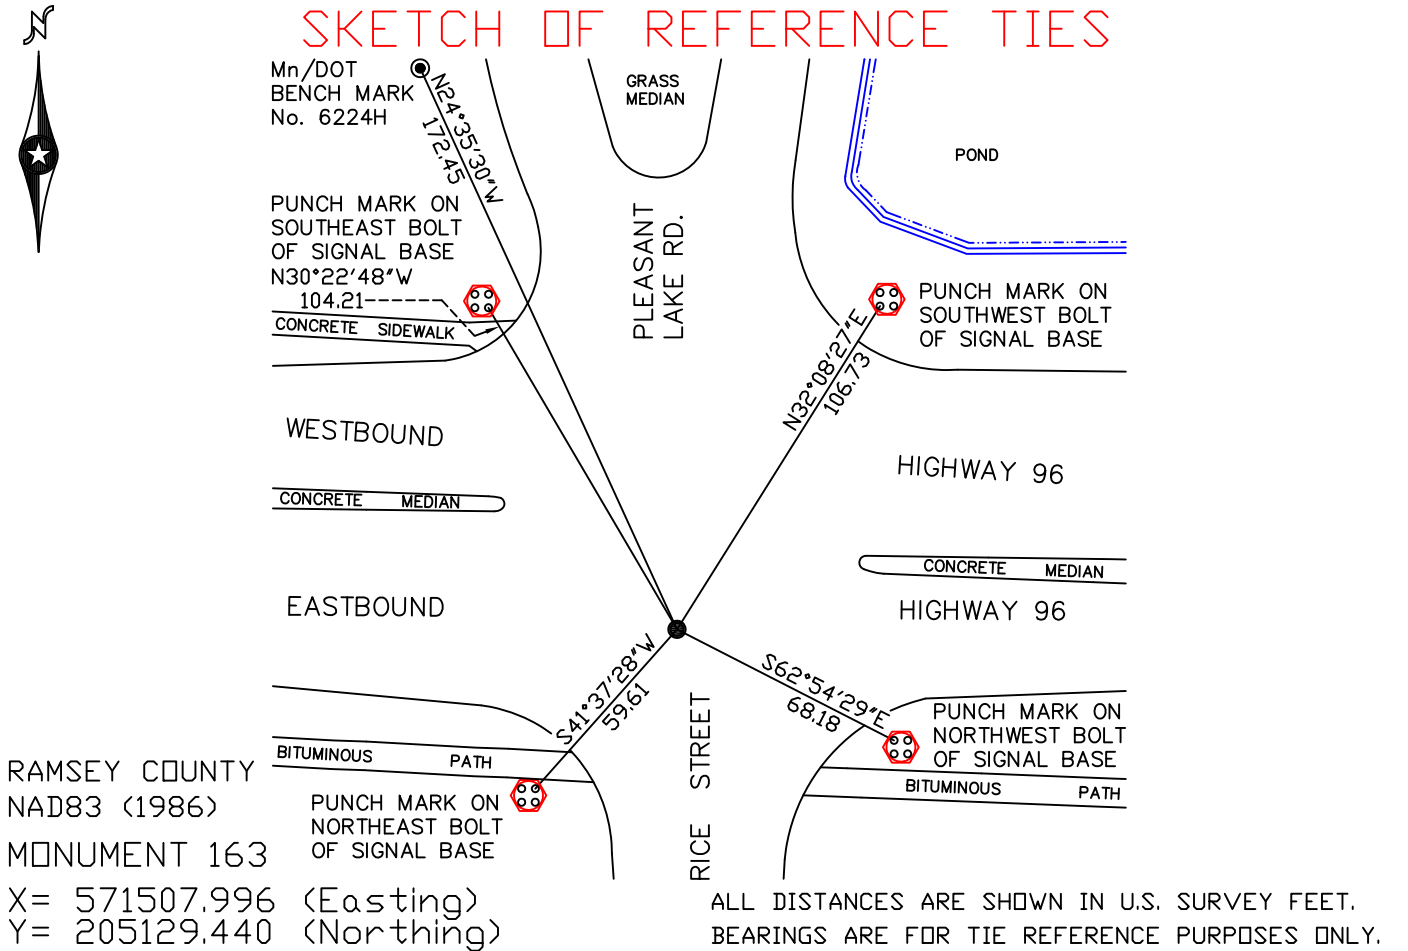 N
SKETCH OF REFERENCE TIES
Mn/DOT
BENCH MARK
No. 6224H
N24°35'30"W
172.45
GRASS
MEDIAN
POND
PUNCH MARK ON
SOUTHEAST BOLT
OF SIGNAL BASE
N30°22'48"W
104.21
CONCRETE SIDEWALK
PLEASANT
LAKE RD.
PUNCH MARK ON
SOUTHWEST BOLT
OF SIGNAL BASE
N32°08'27"E
106.73
WESTBOUND
HIGHWAY 96
CONCRETE MEDIAN
CONCRETE MEDIAN
EASTBOUND
HIGHWAY 96
S41°37'28"W
59.61
S62°54'29"E
68.18
RICE STREET
PUNCH MARK ON
NORTHWEST BOLT
OF SIGNAL BASE
BITUMINOUS PATH
BITUMINOUS PATH
PUNCH MARK ON
NORTHEAST BOLT
OF SIGNAL BASE
RAMSEY COUNTY
NAD83 (1986)
MONUMENT 163
X= 571507.996 (Easting)
Y= 205129.440 (Northing)
ALL DISTANCES ARE SHOWN IN U.S. SURVEY FEET.
BEARINGS ARE FOR TIE REFERENCE PURPOSES ONLY.